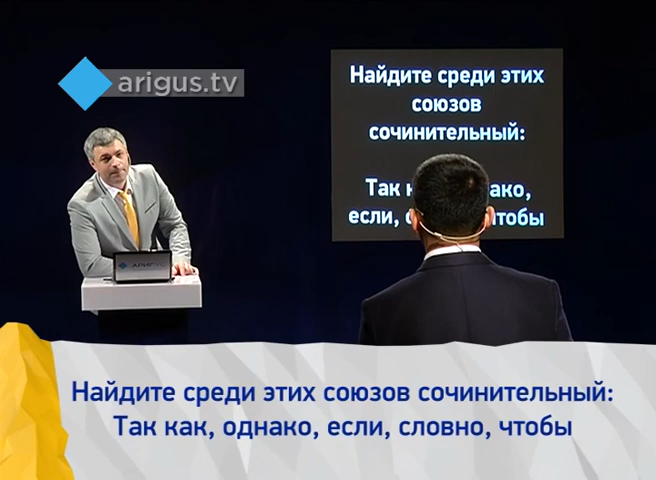 arigus.tv
Найдите среди этих
союзов
сочинительный:
Так
ако,
если,
чтобы
АРИГУС
Найдите среди этих союзов сочинительный:
Так как, однако, если, словно, чтобы